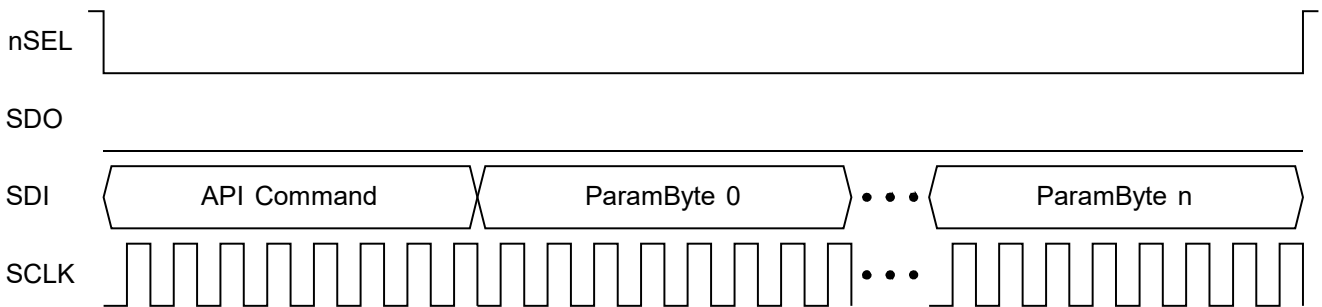 nSEL
SDO
SDI API Command ParamByte 0 ParamByte n
SCLK